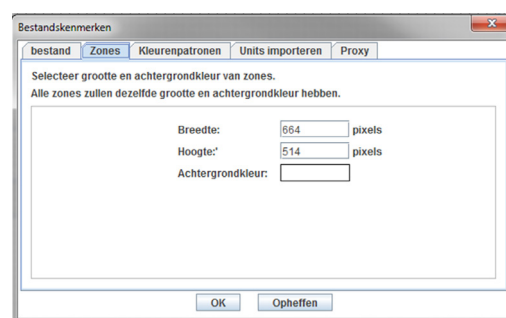 Bestandskenmerken
bestand Zones Kleurenpatronen Units importeren Proxy
Selecteer grootte en achtergrondkleur van zones.
Alle zones zullen dezelfde grootte en achtergrondkleur hebben.
Breedte: 664 pixels
Hoogte:' 514 pixels
Achtergrondkleur:
OK Opheffen